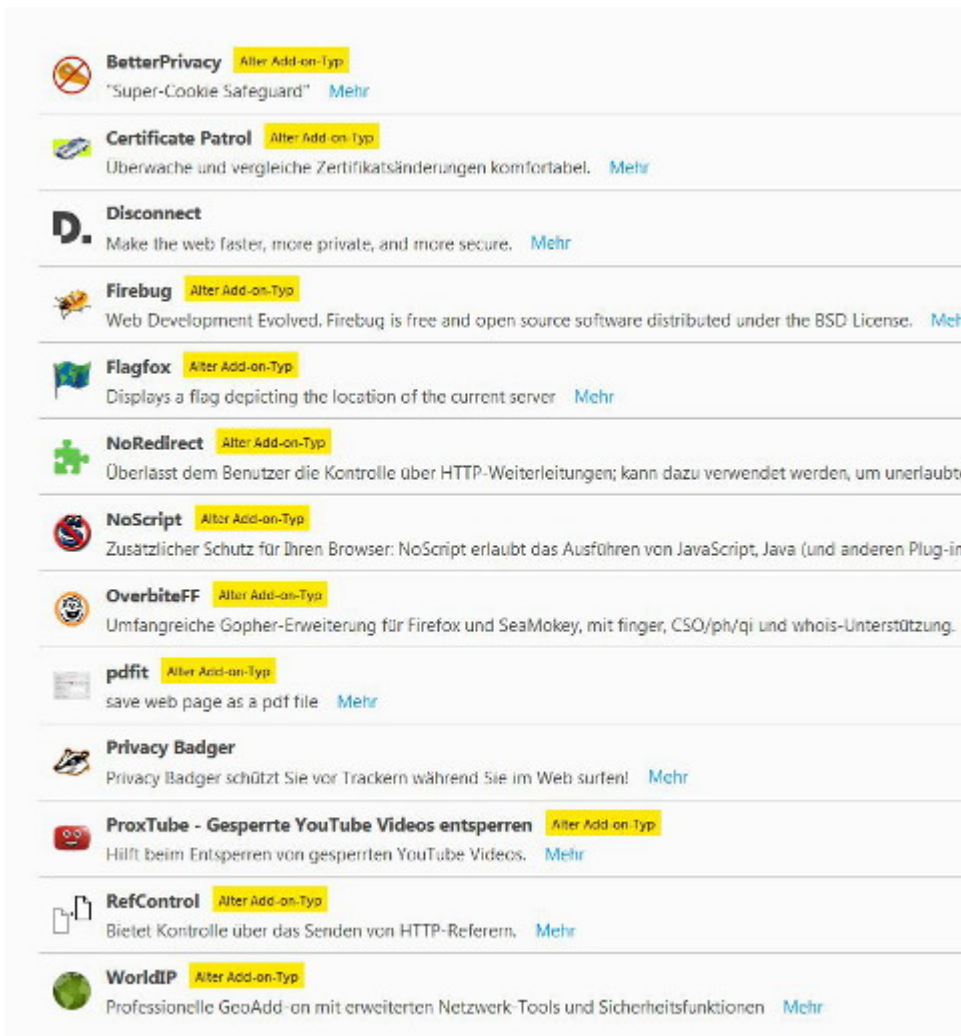 BetterPrivacy Alter Add-on-Typ
"Super-Cookie Safeguard" Mehr
Certificate Patrol Alter Add-on-Typ
Überwache und vergleiche Zertifikatsänderungen komfortabel. Mehr
D. Disconnect
Make the web faster, more private, and more secure. Mehr
Firebug Alter Add-on-Typ
Web Development Evolved. Firebug is free and open source software distributed under the BSD License. Meh
Flagfox Alter Add-on-Typ
Displays a flag depicting the location of the current server Mehr
NoRedirect Alter Add-on-Typ
Überlässt dem Benutzer die Kontrolle über HTTP-Weiterleitungen; kann dazu verwendet werden, um unerlaubte
NoScript Alter Add-on-Typ
Zusätzlicher Schutz für Ihren Browser: NoScript erlaubt das Ausführen von JavaScript, Java (und anderen Plug-in
OverbiteFF Alter Add-on-Typ
Umfangreiche Gopher-Erweiterung für Firefox und SeaMokey, mit finger, CSO/ph/qi und whois-Unterstützung.
pdfit Alter Add-on-Typ
save web page as a pdf file Mehr
Privacy Badger
Privacy Badger schützt Sie vor Trackern während Sie im Web surfen! Mehr
ProxTube - Gesperrte YouTube Videos entsperren Alter Add-on-Typ
Hilft beim Entsperren von gesperrten YouTube Videos. Mehr
RefControl Alter Add-on-Typ
Bietet Kontrolle über das Senden von HTTP-Referern. Mehr
WorldIP Alter Add-on-Typ
Professionelle GeoAdd-on mit erweiterten Netzwerk-Tools und Sicherheitsfunktionen Mehr